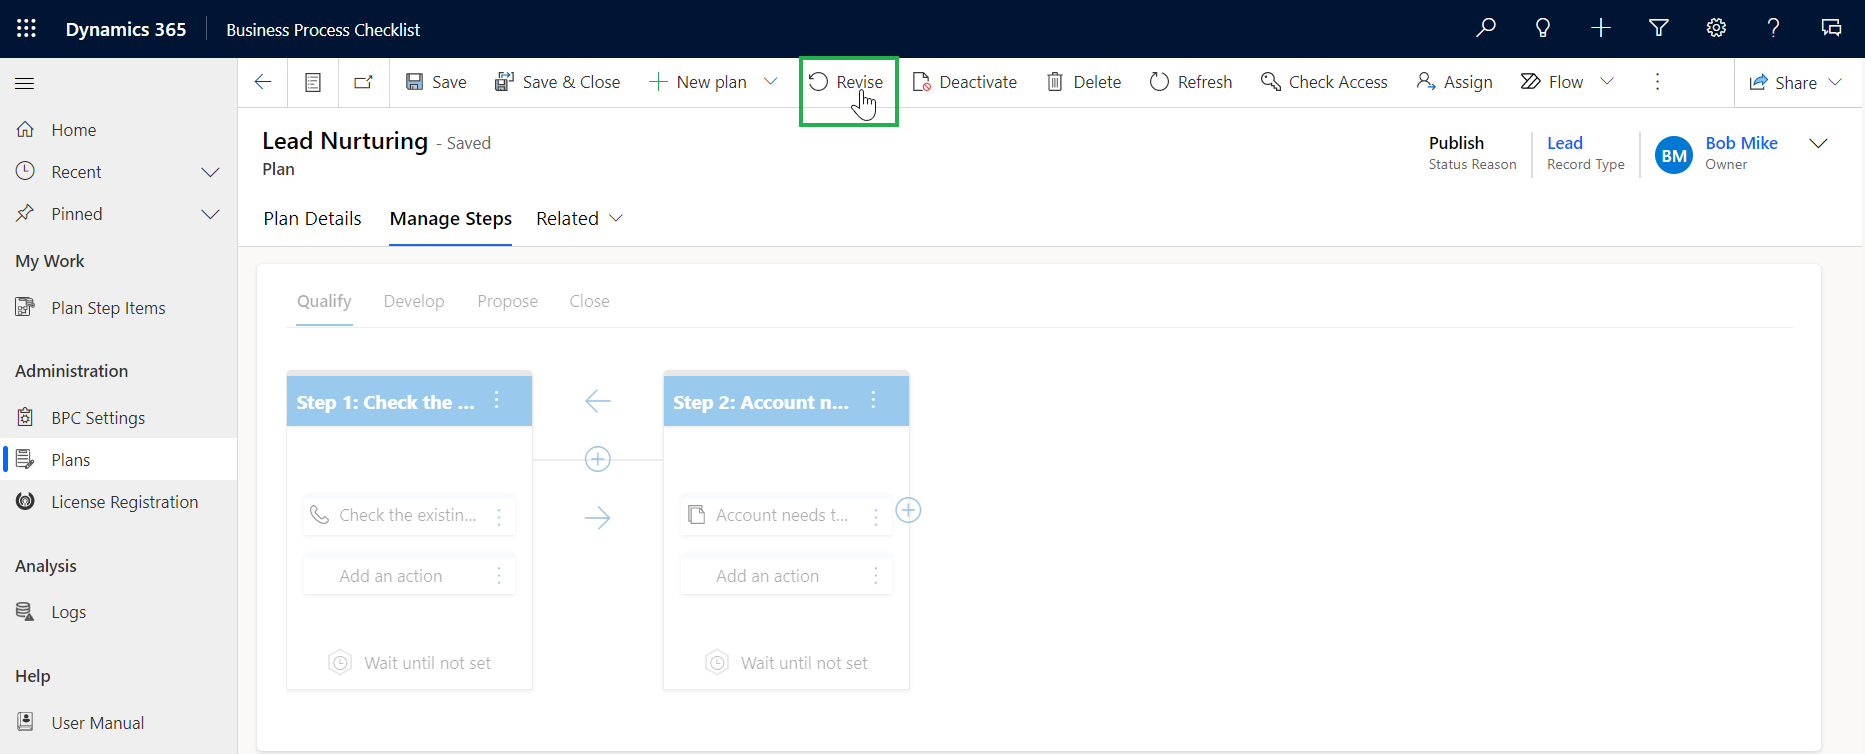 Dynamics 365 Business Process Checklist
Save Save & Close New plan Revise Deactivate Delete Refresh Check Access Assign Flow Share
Home
Recent
Pinned
My Work
Plan Step Items
Administration
BPC Settings
Plans
License Registration
Analysis
Logs
Help
User Manual
Lead Nurturing - Saved
Plan
Publish
Status Reason
Lead
Record Type
BM
Bob Mike
Owner
Plan Details Manage Steps Related
Qualify Develop Propose Close
Step 1: Check the ...
Check the existin...
Add an action
Wait until not set
Step 2: Account n...
Account needs t...
Add an action
Wait until not set